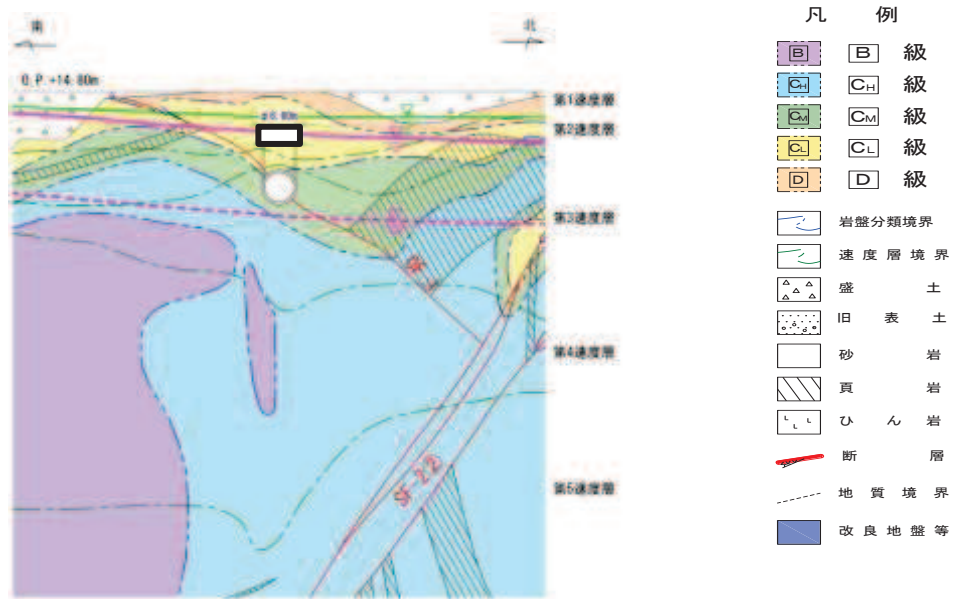 南
北
O.P.+14.80m
第1速度層
第2速度層
第3速度層
第4速度層
第5速度層
SF-22
凡 例
B B 級
CH CH 級
CM CM 級
CL CL 級
D D 級
岩盤分類境界
速度層境界
盛 土
旧 表 土
砂 岩
頁 岩
ひ ん 岩
断 層
地 質 境 界
改 良 地 盤 等